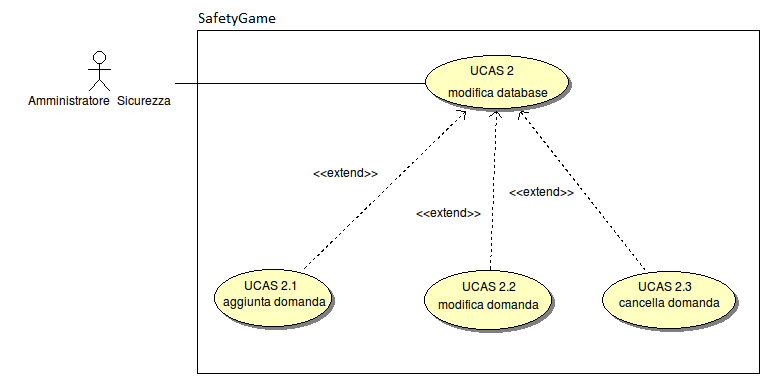 SafetyGame
UCAS 2
modifica database
Amministratore Sicurezza
<<extend>>
<<extend>>
<<extend>>
UCAS 2.1
aggiunta domanda
UCAS 2.2
modifica domanda
UCAS 2.3
cancella domanda